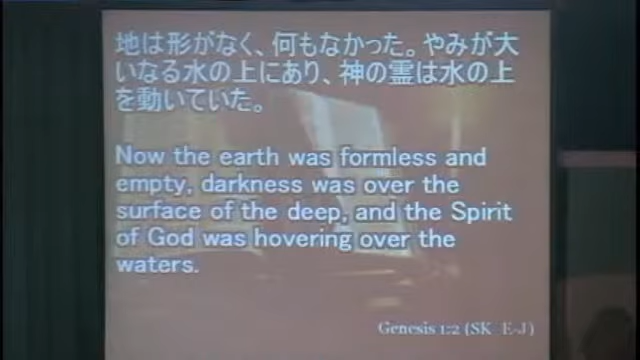 地は形がなく、何もなかった。やみが大
いなる水の上にあり、神の霊は水の上
を動いていた。
Now the earth was formless and
empty, darkness was over the
surface of the deep, and the Spirit
of God was hovering over the
waters.
Genesis 1:2 (SK_E-J)